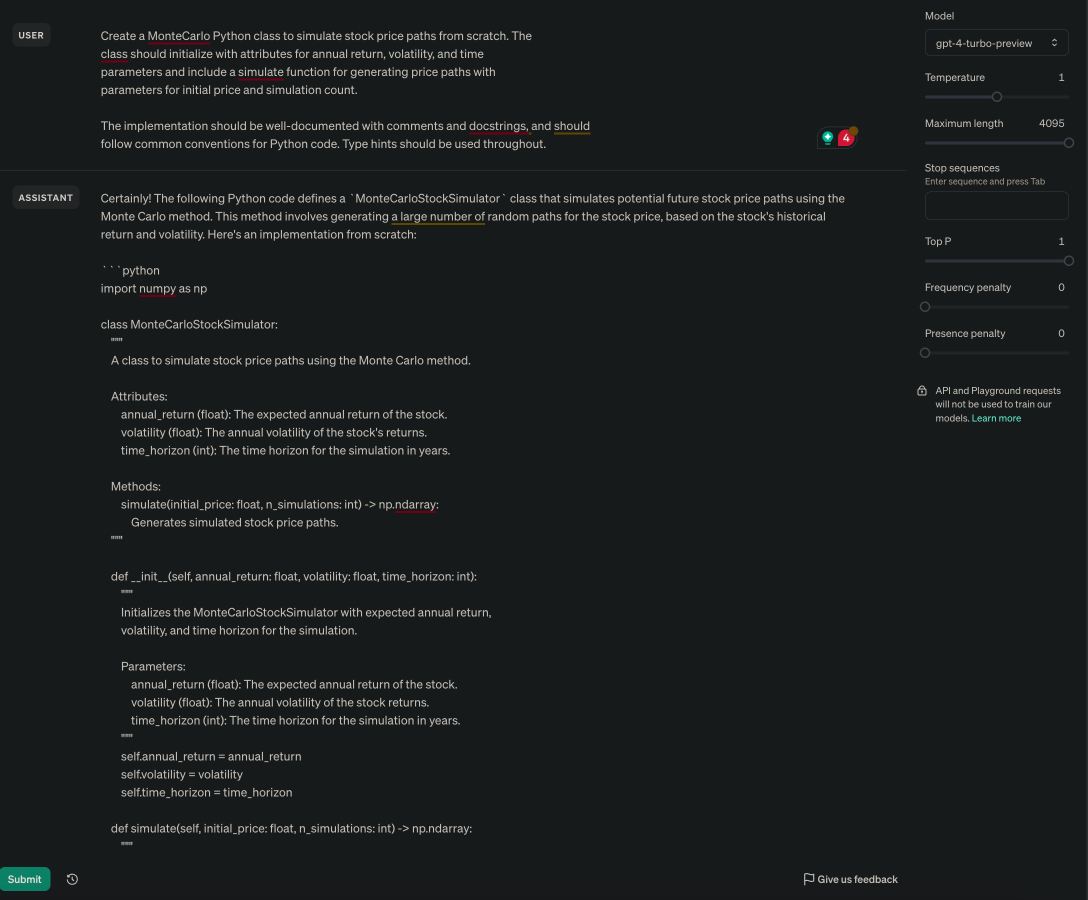 USER
Create a MonteCarlo Python class to simulate stock price paths from scratch. The
class should initialize with attributes for annual return, volatility, and time
parameters and include a simulate function for generating price paths with
parameters for initial price and simulation count.
The implementation should be well-documented with comments and docstrings, and should
follow common conventions for Python code. Type hints should be used throughout.
4
ASSISTANT
Certainly! The following Python code defines a `MonteCarloStockSimulator` class that simulates potential future stock price paths using the
Monte Carlo method. This method involves generating a large number of random paths for the stock price, based on the stock's historical
return and volatility. Here's an implementation from scratch:
```python
import numpy as np
class MonteCarloStockSimulator:
"""
A class to simulate stock price paths using the Monte Carlo method.
Attributes:
annual_return (float): The expected annual return of the stock.
volatility (float): The annual volatility of the stock's returns.
time_horizon (int): The time horizon for the simulation in years.
Methods:
simulate(initial_price: float, n_simulations: int) -> np.ndarray:
Generates simulated stock price paths.
"""
def __init__(self, annual_return: float, volatility: float, time_horizon: int):
"""
Initializes the MonteCarloStockSimulator with expected annual return,
volatility, and time horizon for the simulation.
Parameters:
annual_return (float): The expected annual return of the stock.
volatility (float): The annual volatility of the stock returns.
time_horizon (int): The time horizon for the simulation in years.
"""
self.annual_return = annual_return
self.volatility = volatility
self.time_horizon = time_horizon
def simulate(self, initial_price: float, n_simulations: int) -> np.ndarray:
"""
Submit
Give us feedback
Model
gpt-4-turbo-preview
Temperature 1
Maximum length 4095
Stop sequences
Enter sequence and press Tab
Top P 1
Frequency penalty 0
Presence penalty 0
API and Playground requests
will not be used to train our
models. Learn more